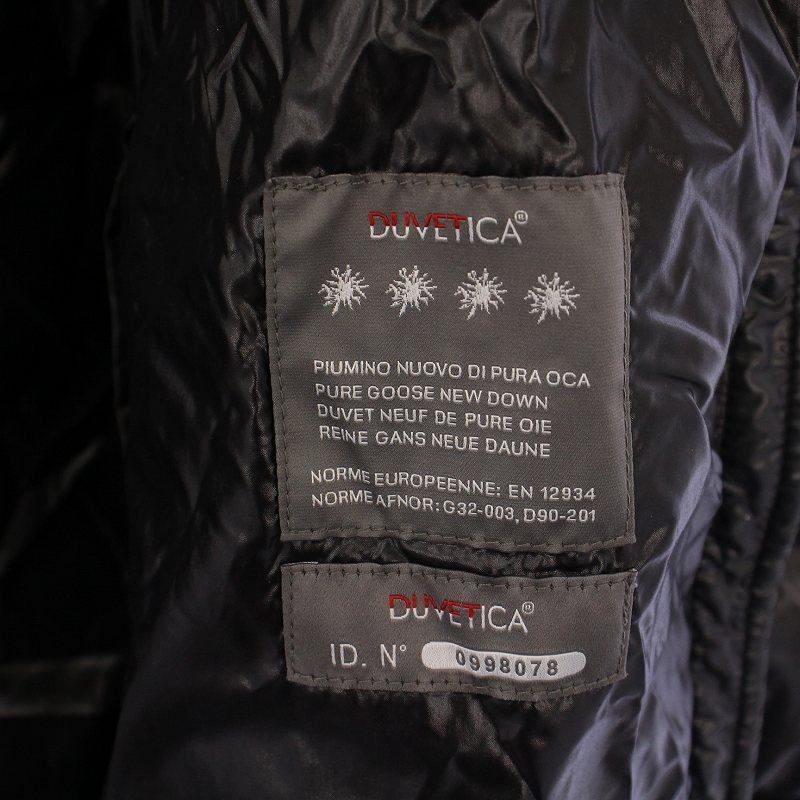 DUVETICA®
PIUMINO NUOVO DI PURA OCA
PURE GOOSE NEW DOWN
DUVET NEUF DE PURE OIE
REINE GANS NEUE DAUNE
NORME EUROPEENNE: EN 12934
NORME AFNOR: G32-003, D90-201
DUVETICA®
ID. N° 0998078